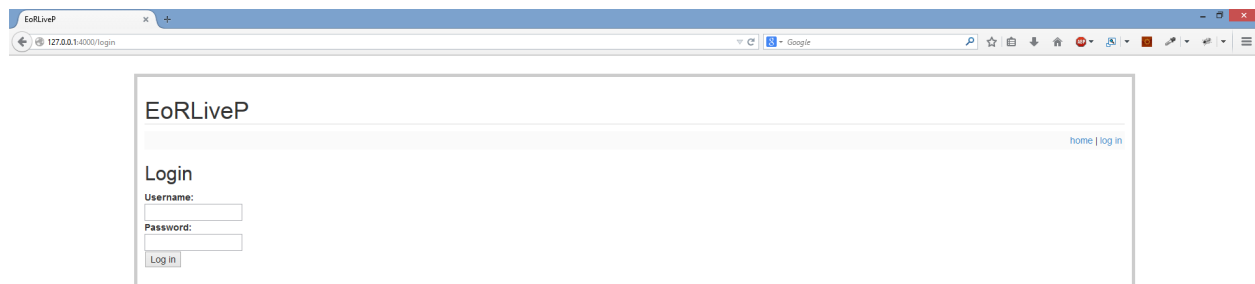 EoRLiveP
127.0.0.1:4000/login
Google
EoRLiveP
home | log in
Login
Username:
Password:
Log in